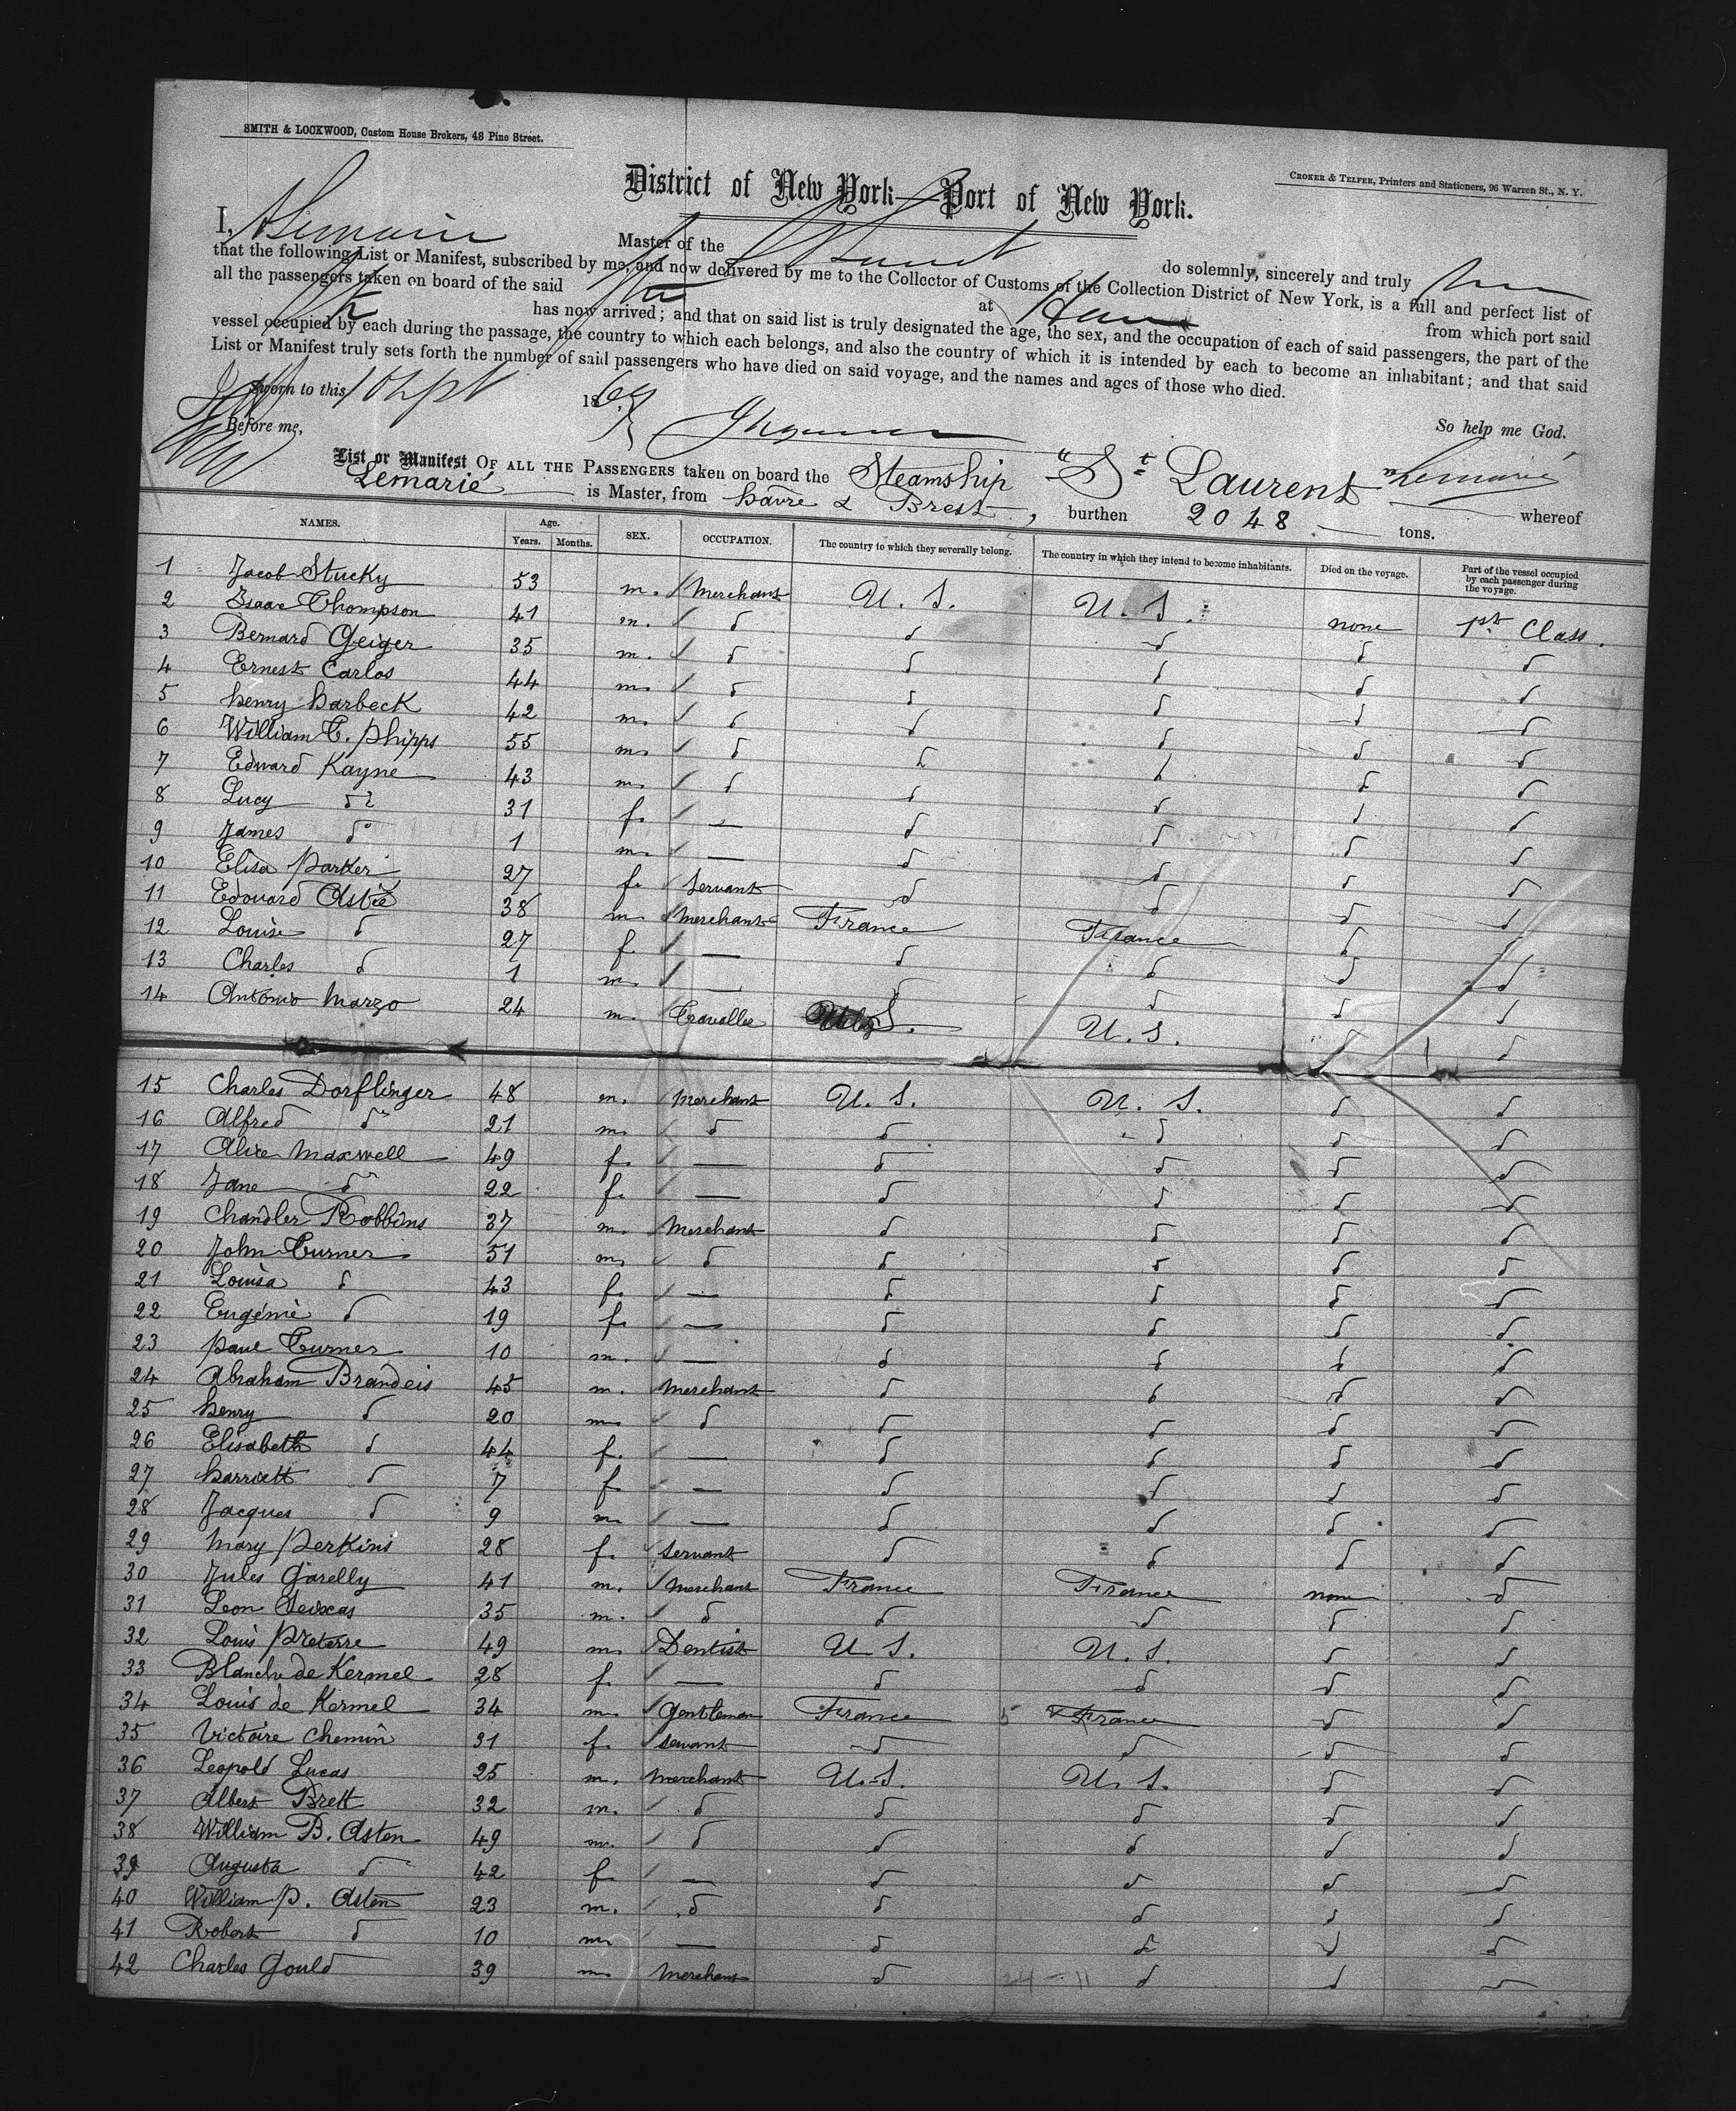 SMITH & LOCKWOOD, Custom House Brokers, 48 Pine Street.
CROKER & TELFER, Printers and Stationers, 96 Warren St., N. Y.
District of New York—Port of New York.
I, Lemarié Master of the St Laurent do solemnly, sincerely and truly
that the following List or Manifest, subscribed by me, and now delivered by me to the Collector of Customs of the Collection District of New York, is a full and perfect list of
all the passengers taken on board of the said at Havre from which port said
has now arrived; and that on said list is truly designated the age, the sex, and the occupation of each of said passengers, the part of the
vessel occupied by each during the passage, the country to which each belongs, and also the country of which it is intended by each to become an inhabitant; and that said
List or Manifest truly sets forth the number of said passengers who have died on said voyage, and the names and ages of those who died.
Sworn to this 10 Sept 1869 So help me God.
Before me, Lemarié
List or Manifest OF ALL THE PASSENGERS taken on board the Steamship "St Laurent" whereof
Lemarié is Master, from Havre & Brest, burthen 2048 tons.
NAMES. Age. Years. Months. SEX. OCCUPATION. The country to which they severally belong. The country in which they intend to become inhabitants. Died on the voyage. Part of the vessel occupied by each passenger during the voyage.
1 Jacob Stucky 53 m. Merchant U. S. U. S. none 1st Class.
2 Isaac Thompson 41 m. d d d d d
3 Bernard Geiger 35 m. d d d d d
4 Ernest Carlos 44 m. d d d d d
5 Henry Harbeck 42 m. d d d d d
6 William C. Phipps 55 m. d d d d d
7 Edward Kayne 43 m. d d d d d
8 Lucy do 31 f. — d d d d
9 James do 1 m. — d d d d
10 Elisa Parker 27 f. Servant d d d d
11 Edouard Astié 38 m. Merchant France France d d
12 Louise d 27 f. — d d d d
13 Charles d 1 m. — d d d d
14 Antonio Marzo 24 m. Traveller U. S. U. S. d d
15 Charles Dorflinger 48 m. Merchant U. S. U. S. d d
16 Alfred do 21 m. d d d d d
17 Alice Maxwell 49 f. — d d d d
18 Jane do 22 f. — d d d d
19 Chandler Robbins 37 m. Merchant d d d d
20 John Turner 51 m. d d d d d
21 Louisa d 43 f. — d d d d
22 Eugénie d 19 f. — d d d d
23 Paul Turner 10 m. — d d d d
24 Abraham Brandeis 45 m. Merchant d d d d
25 Henry d 20 m. d d d d d
26 Elisabeth d 44 f. — d d d d
27 Harriett d 7 f. — d d d d
28 Jacques d 9 m. — d d d d
29 Mary Perkins 28 f. Servant d d d d
30 Jules Garelly 41 m. Merchant France France none d
31 Leon Seixas 35 m. d d d d d
32 Louis Preterre 49 m. Dentist U. S. U. S. d d
33 Blanche de Kermel 28 f. — d d d d
34 Louis de Kermel 34 m. Gentleman France France d d
35 Victoire Chemin 31 f. Servant d d d d
36 Leopold Lucas 25 m. Merchant U. S. U. S. d d
37 Albert Brett 32 m. d d d d d
38 William B. Asten 49 m. d d d d d
39 Augusta d 42 f. — d d d d
40 William P. Asten 23 m. d d d d d
41 Robert d 10 m. — d d d d
42 Charles Gould 39 m. Merchant d d d d
24 - 11